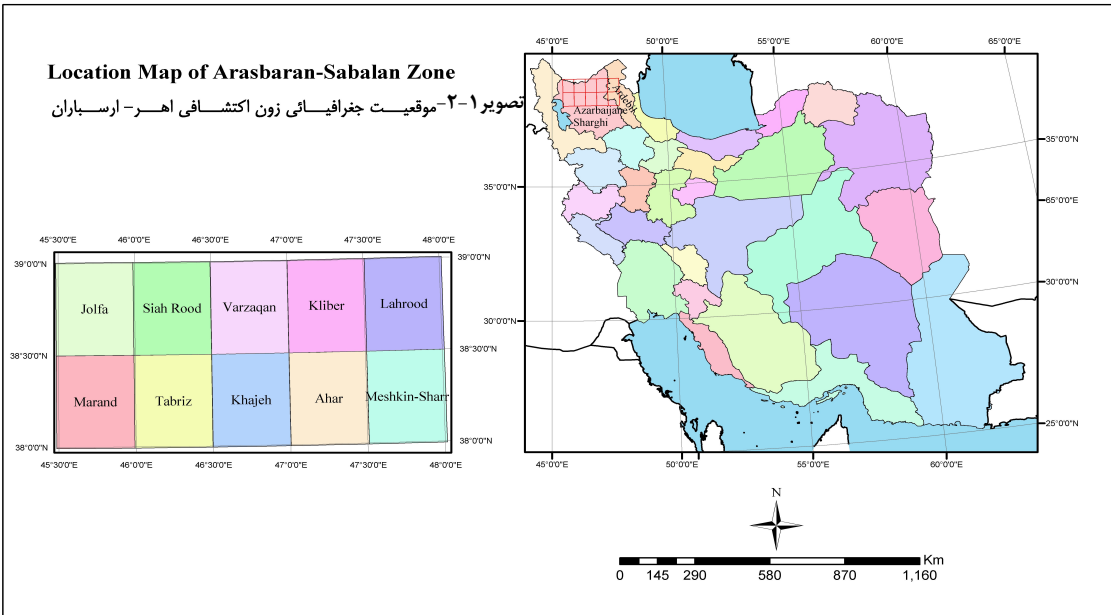 Location Map of Arasbaran-Sabalan Zone
تصویر ۱-۲-موقعیت جغرافیائی زون اکتشافی اهر- ارسباران
45°30'0"E 46°0'0"E 46°30'0"E 47°0'0"E 47°30'0"E 48°0'0"E
39°0'0"N 39°0'0"N
Jolfa Siah Rood Varzaqan Kliber Lahrood
38°30'0"N 38°30'0"N
Marand Tabriz Khajeh Ahar Meshkin-Sharr
38°0'0"N 38°0'0"N
45°30'0"E 46°0'0"E 46°30'0"E 47°0'0"E 47°30'0"E 48°0'0"E
45°0'0"E 50°0'0"E 55°0'0"E 60°0'0"E 65°0'0"E
Ardebil
Azarbaijane
Sharghi
35°0'0"N
35°0'0"N 65°0'0"E
30°0'0"N
30°0'0"N
25°0'0"N
45°0'0"E 50°0'0"E 55°0'0"E 60°0'0"E
N
Km
0 145 290 580 870 1,160